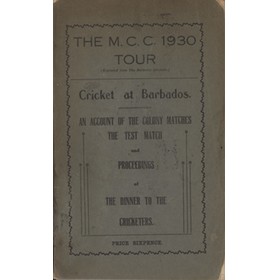 THE M. C. C. 1930
TOUR
Cricket at Barbados.
AN ACCOUNT OF THE COLONY MATCHES
THE TEST MATCH
and
PROCEEDINGS
at
THE DINNER TO THE
CRICKETERS.
PRICE SIXPENCE